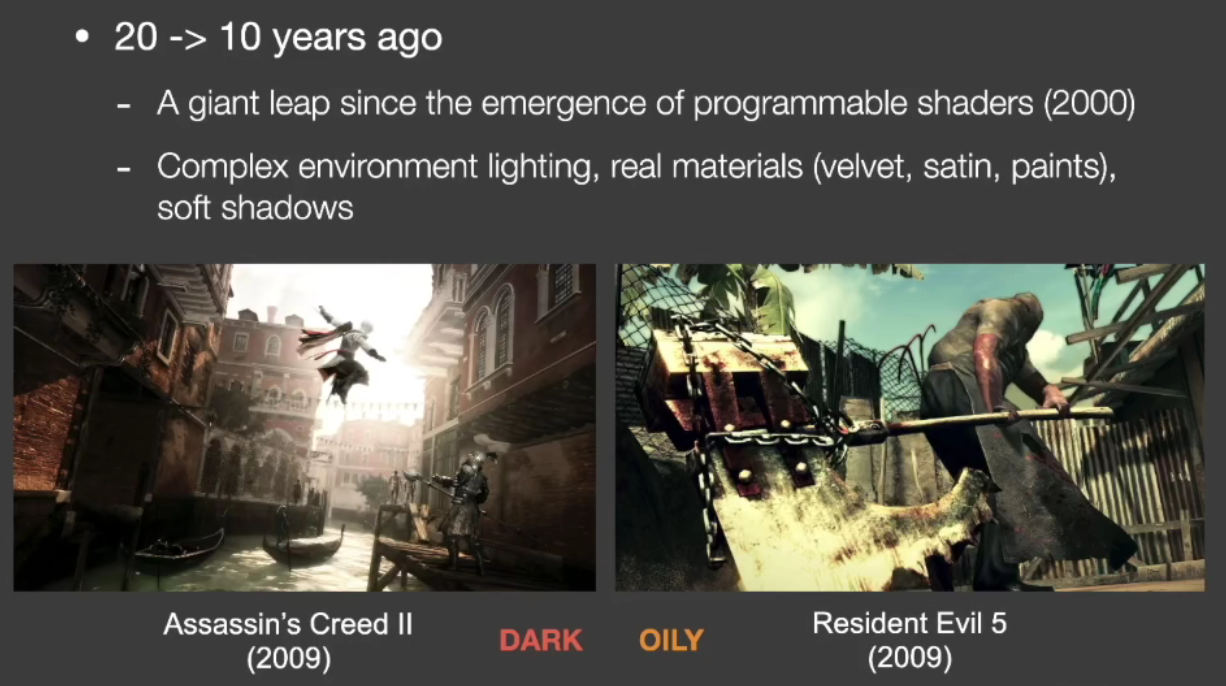 • 20 -> 10 years ago
- A giant leap since the emergence of programmable shaders (2000)
- Complex environment lighting, real materials (velvet, satin, paints),
soft shadows
Assassin's Creed II
(2009)
DARK
OILY
Resident Evil 5
(2009)